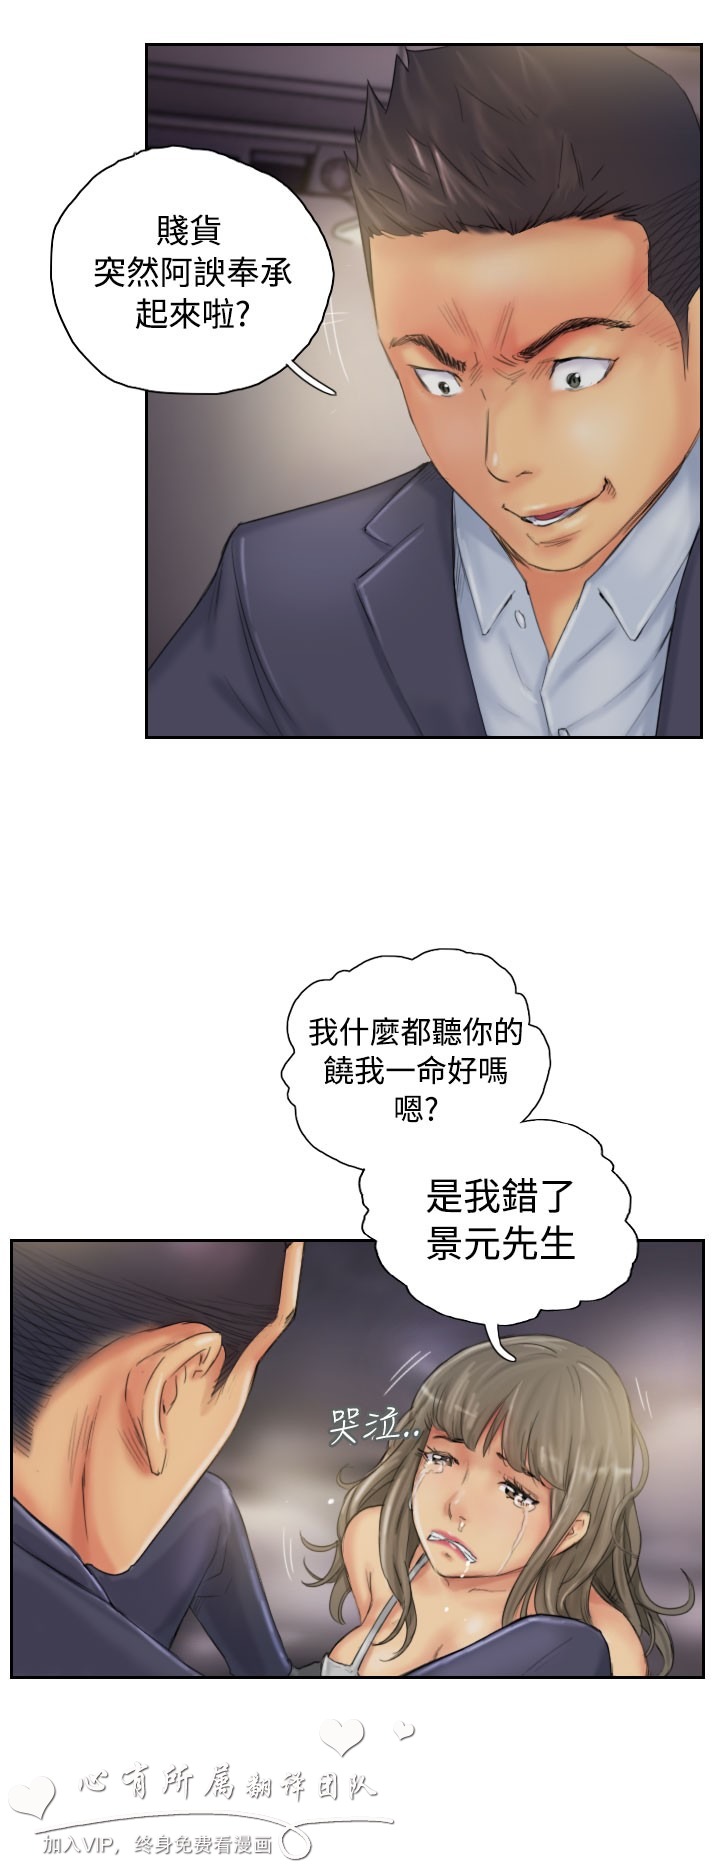 賤貨
突然阿諛奉承
起來啦?
我什麼都聽你的
饒我一命好嗎
嗯?
是我錯了
景元先生
哭泣..
心有所属翻译团队
加入VIP，终身免费看漫画